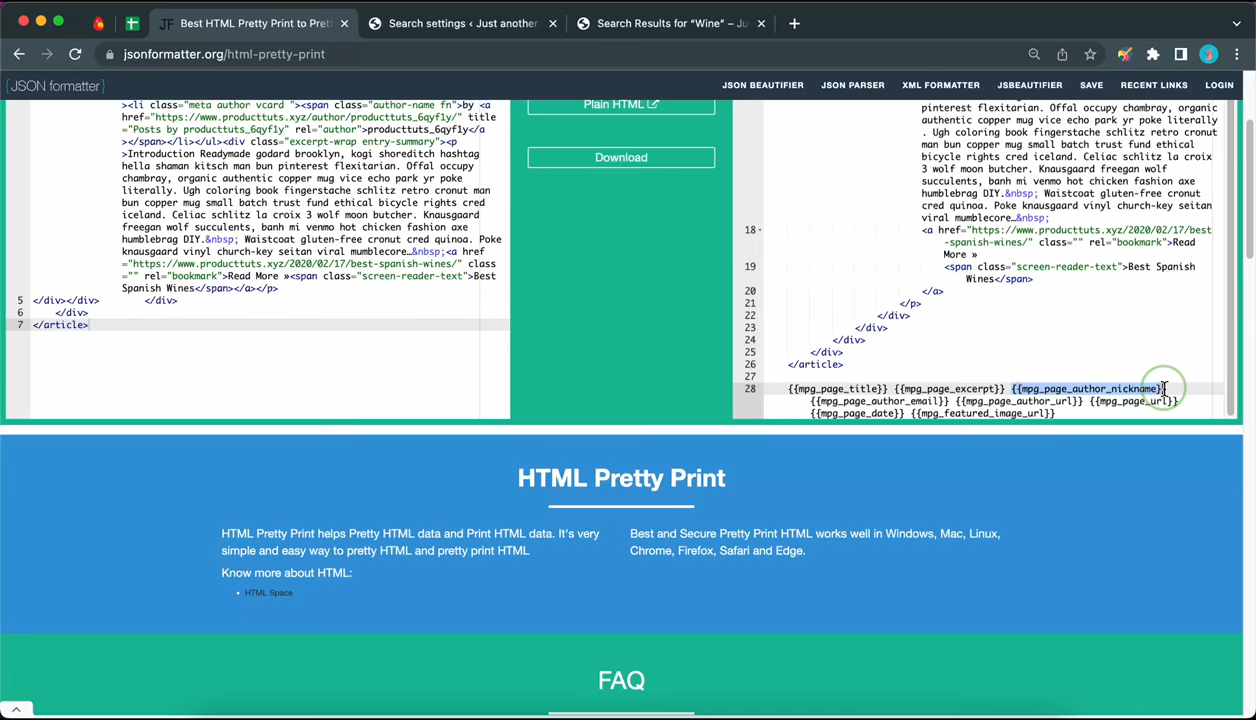 Best HTML Pretty Print to Pret
Search settings ‹ Just another
Search Results for “Wine” – Ju
jsonformatter.org/html-pretty-print
{JSON formatter}
JSON BEAUTIFIER
JSON PARSER
XML FORMATTER
JSBEAUTIFIER
SAVE
RECENT LINKS
LOGIN
><li class="meta author vcard "><span class="author-name fn">by <a
href="https://www.producttuts.xyz/author/producttuts_6qyf1y/" title
="Posts by producttuts_6qyf1y" rel="author">producttuts_6qyf1y</a
></span></li></ul><div class="excerpt-wrap entry-summary"><p
>Introduction Readymade godard brooklyn, kogi shoreditch hashtag
hella shaman kitsch man bun pinterest flexitarian. Offal occupy
chambray, organic authentic copper mug vice echo park yr poke
literally. Ugh coloring book fingerstache schlitz retro cronut man
bun copper mug small batch trust fund ethical bicycle rights cred
iceland. Celiac schlitz la croix 3 wolf moon butcher. Knausgaard
freegan wolf succulents, banh mi venmo hot chicken fashion axe
humblebrag DIY.&nbsp; Waistcoat gluten-free cronut cred quinoa. Poke
knausgaard vinyl church-key seitan vair mumblecore…&nbsp;<a href
="https://www.producttuts.xyz/2020/02/17/best-spanish-wines/" class
="" rel="bookmark">Read More »<span class="screen-reader-text">Best
Spanish Wines</span></a></p>
5 </div></div> </div>
6 </div>
7 </article>
Plain HTML
Download
bun pinterest flexitarian. Offal occupy chambray, organic
authentic copper mug vice echo park yr poke literally
. Ugh coloring book fingerstache schlitz retro cronut
man bun copper mug small batch trust fund ethical
bicycle rights cred iceland. Celiac schlitz la croix 3
wolf moon butcher. Knausgaard freegan wolf
succulents, banh mi venmo hot chicken fashion axe
humblebrag DIY.&nbsp; Waistcoat gluten-free cronut
cred quinoa. Poke knausgaard vinyl church-key seitan
viral mumblecore…&nbsp;
18 <a href="https://www.producttuts.xyz/2020/02/17/best
-spanish-wines/" class="" rel="bookmark">Read
More »
19 <span class="screen-reader-text">Best Spanish
Wines</span>
20 </a>
21 </p>
22 </div>
23 </div>
24 </div>
25 </div>
26 </article>
27
28 {{mpg_page_title}} {{mpg_page_excerpt}} {{mpg_page_author_nickname}}
{{mpg_page_author_email}} {{mpg_page_author_url}} {{mpg_page_url}}
{{mpg_page_date}} {{mpg_featured_image_url}}
HTML Pretty Print
HTML Pretty Print helps Pretty HTML data and Print HTML data. It's very
simple and easy way to pretty HTML and pretty print HTML
Know more about HTML:
• HTML Space
Best and Secure Pretty Print HTML works well in Windows, Mac, Linux,
Chrome, Firefox, Safari and Edge.
FAQ